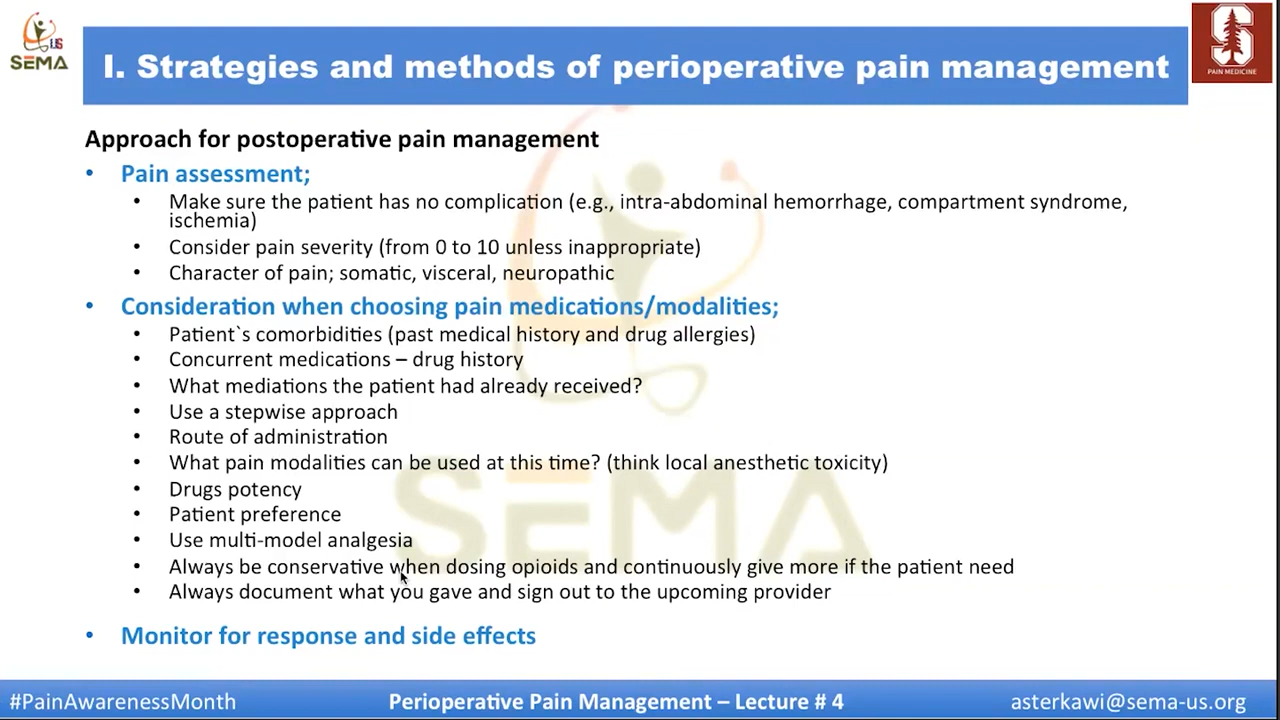 US
SEMA
I. Strategies and methods of perioperative pain management
S
PAIN MEDICINE
Approach for postoperative pain management
• Pain assessment;
• Make sure the patient has no complication (e.g., intra-abdominal hemorrhage, compartment syndrome,
ischemia)
• Consider pain severity (from 0 to 10 unless inappropriate)
• Character of pain; somatic, visceral, neuropathic
• Consideration when choosing pain medications/modalities;
• Patient`s comorbidities (past medical history and drug allergies)
• Concurrent medications – drug history
• What mediations the patient had already received?
• Use a stepwise approach
• Route of administration
• What pain modalities can be used at this time? (think local anesthetic toxicity)
• Drugs potency
• Patient preference
• Use multi-model analgesia
• Always be conservative when dosing opioids and continuously give more if the patient need
• Always document what you gave and sign out to the upcoming provider
• Monitor for response and side effects
SEMA
#PainAwarenessMonth
Perioperative Pain Management – Lecture # 4
asterkawi@sema-us.org